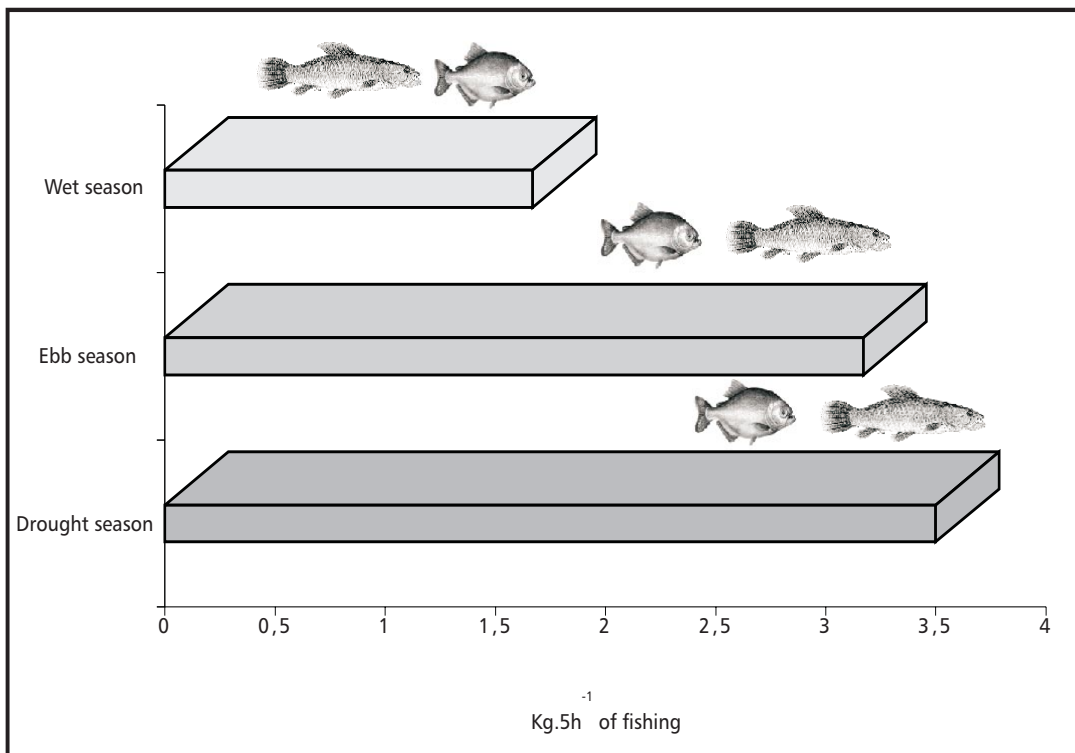 Wet season
Ebb season
Drought season
0 0,5 1 1,5 2 2,5 3 3,5 4
Kg.5h-1 of fishing